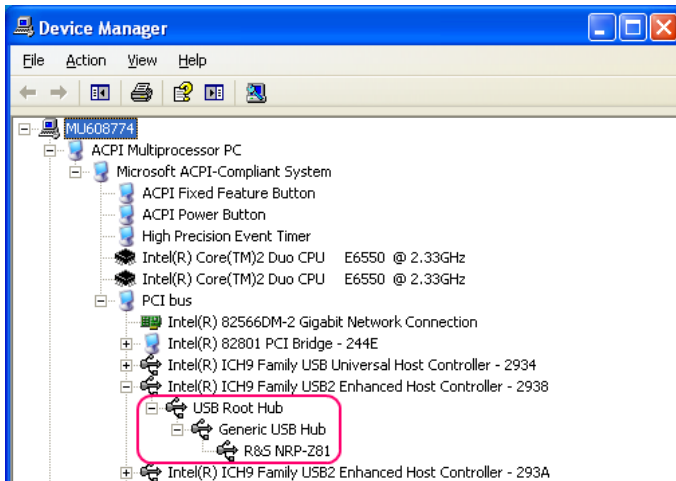 Device Manager
File Action View Help
MU608774
ACPI Multiprocessor PC
Microsoft ACPI-Compliant System
ACPI Fixed Feature Button
ACPI Power Button
High Precision Event Timer
Intel(R) Core(TM)2 Duo CPU E6550 @ 2.33GHz
Intel(R) Core(TM)2 Duo CPU E6550 @ 2.33GHz
PCI bus
Intel(R) 82566DM-2 Gigabit Network Connection
Intel(R) 82801 PCI Bridge - 244E
Intel(R) ICH9 Family USB Universal Host Controller - 2934
Intel(R) ICH9 Family USB2 Enhanced Host Controller - 2938
USB Root Hub
Generic USB Hub
R&S NRP-Z81
Intel(R) ICH9 Family USB2 Enhanced Host Controller - 293A